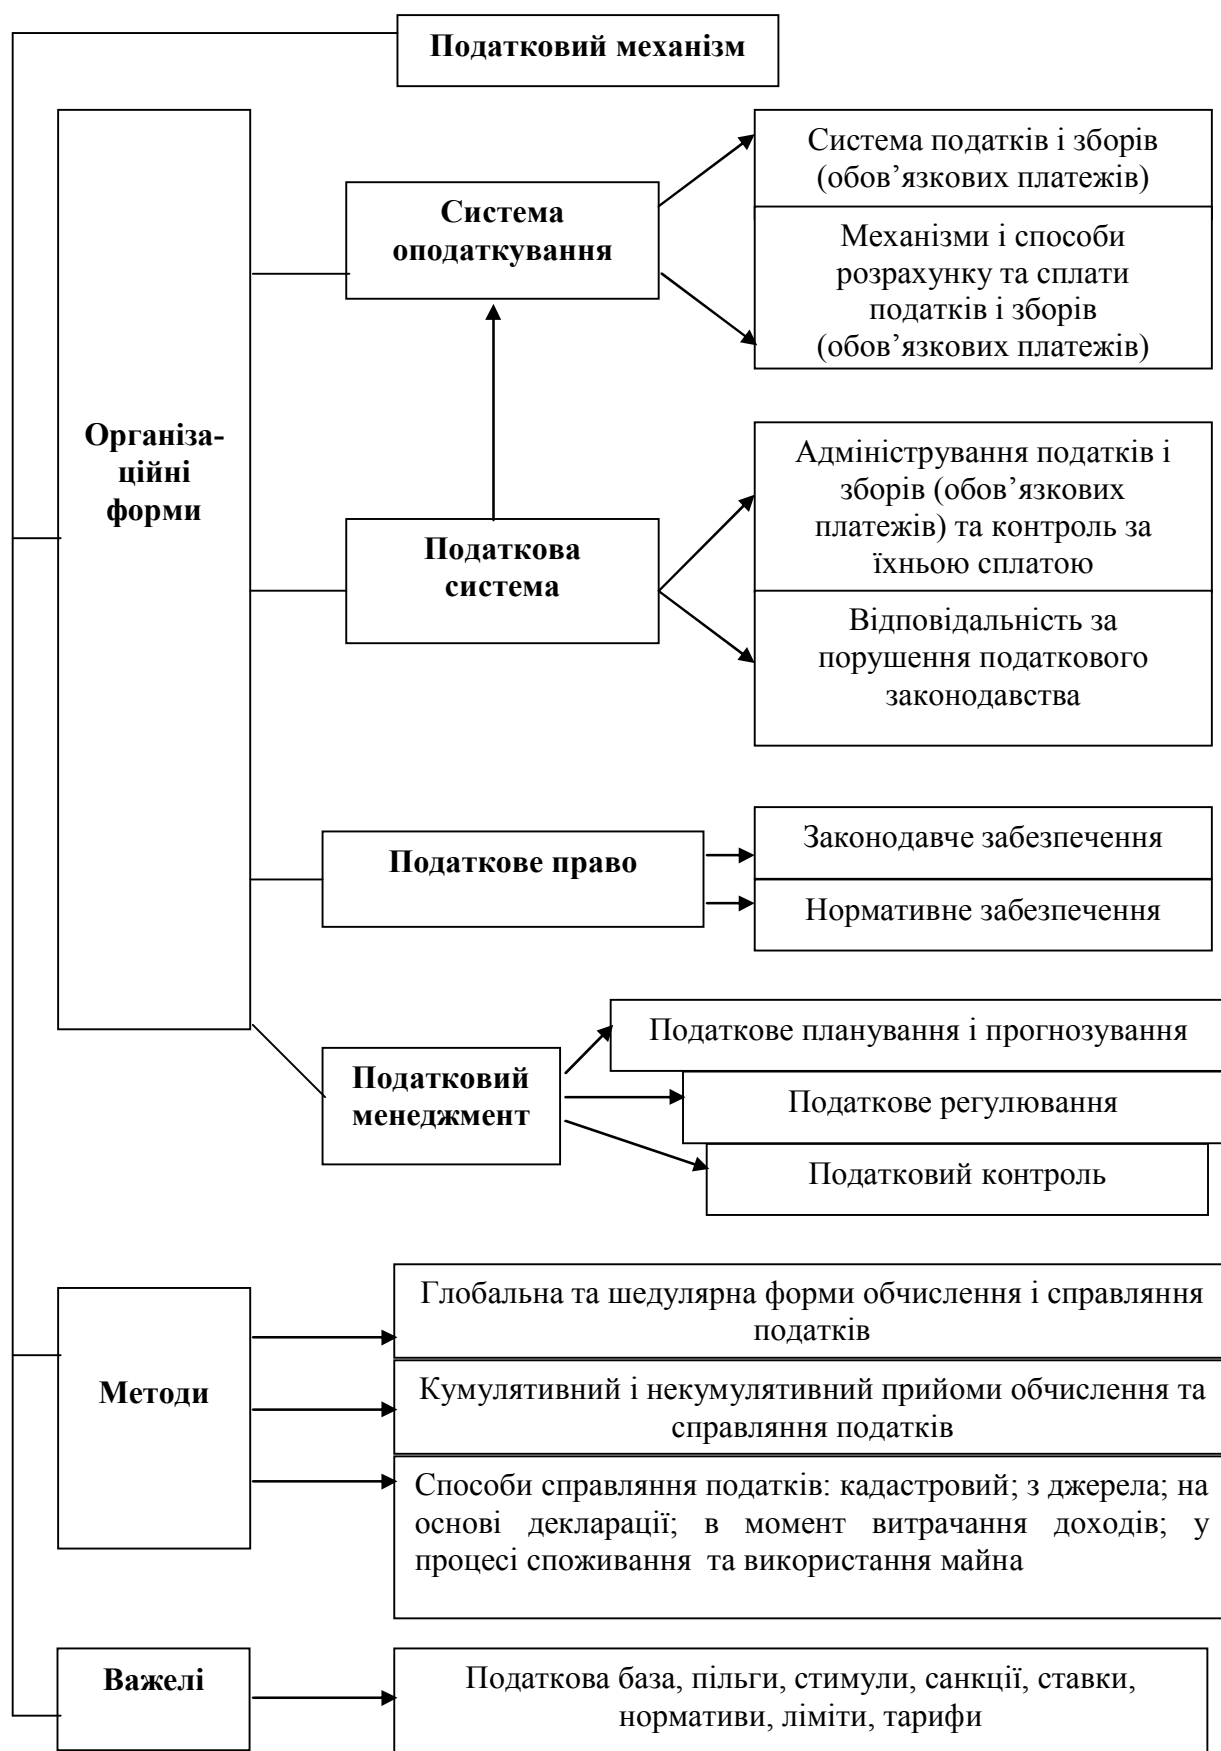 Податковий механізм
Система податків і зборів
(обов’язкових платежів)
Система
оподаткування
Механізми і способи
розрахунку та сплати
податків і зборів
(обов’язкових платежів)
Організа-
ційні
форми
Адміністрування податків і
зборів (обов’язкових
платежів) та контроль за
їхньою сплатою
Податкова
система
Відповідальність за
порушення податкового
законодавства
Податкове право
Законодавче забезпечення
Нормативне забезпечення
Податковий
менеджмент
Податкове планування і прогнозування
Податкове регулювання
Податковий контроль
Методи
Глобальна та шедулярна форми обчислення і справляння
податків
Кумулятивний і некумулятивний прийоми обчислення та
справляння податків
Способи справляння податків: кадастровий; з джерела; на
основі декларації; в момент витрачання доходів; у
процесі споживання та використання майна
Важелі
Податкова база, пільги, стимули, санкції, ставки,
нормативи, ліміти, тарифи